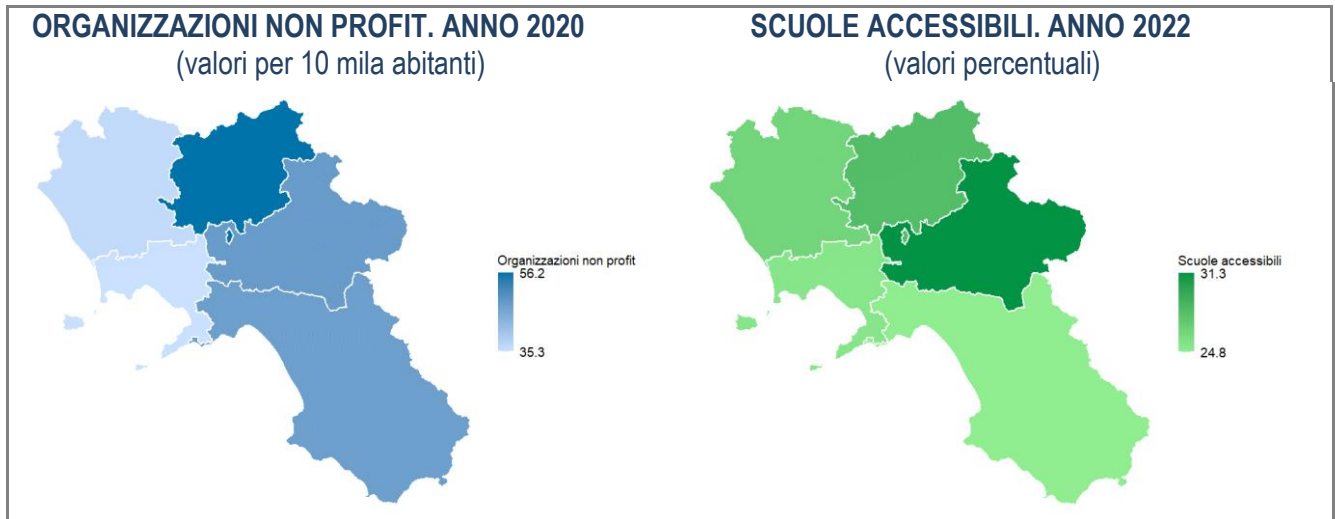 ORGANIZZAZIONI NON PROFIT. ANNO 2020
(valori per 10 mila abitanti)
Organizzazioni non profit
56.2
35.3
SCUOLE ACCESSIBILI. ANNO 2022
(valori percentuali)
Scuole accessibili
31.3
24.8